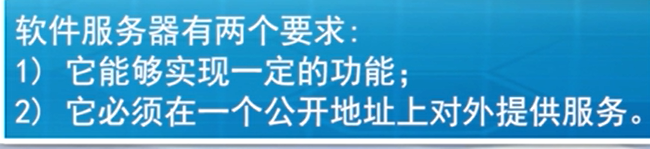 软件服务器有两个要求:
1) 它能够实现一定的功能;
2) 它必须在一个公开地址上对外提供服务。